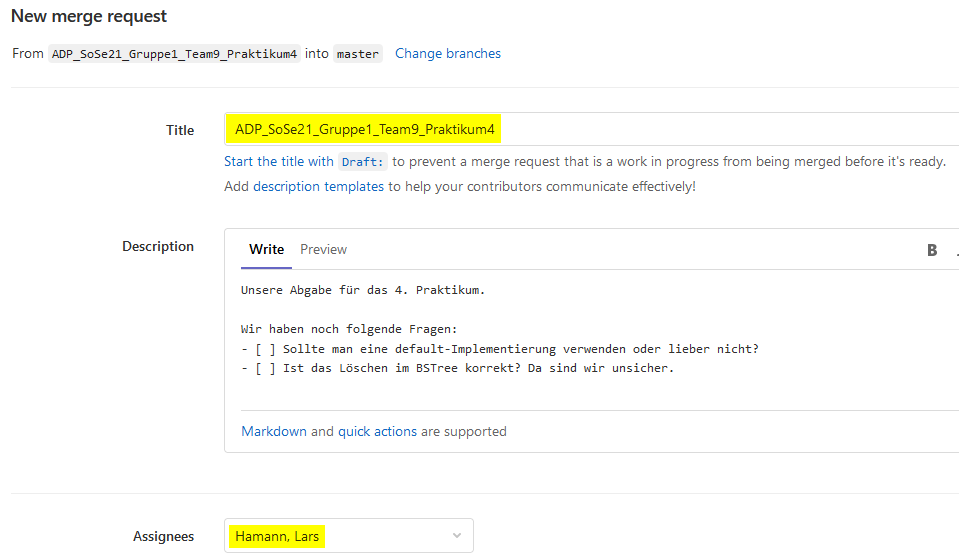 New merge request
From ADP_SoSe21_Gruppe1_Team9_Praktikum4 into master Change branches
Title ADP_SoSe21_Gruppe1_Team9_Praktikum4
Start the title with Draft: to prevent a merge request that is a work in progress from being merged before it's ready.
Add description templates to help your contributors communicate effectively!
Description Write Preview B
Unsere Abgabe für das 4. Praktikum.
Wir haben noch folgende Fragen:
- [ ] Sollte man eine default-Implementierung verwenden oder lieber nicht?
- [ ] Ist das Löschen im BSTree korrekt? Da sind wir unsicher.
Markdown and quick actions are supported
Assignees Hamann, Lars